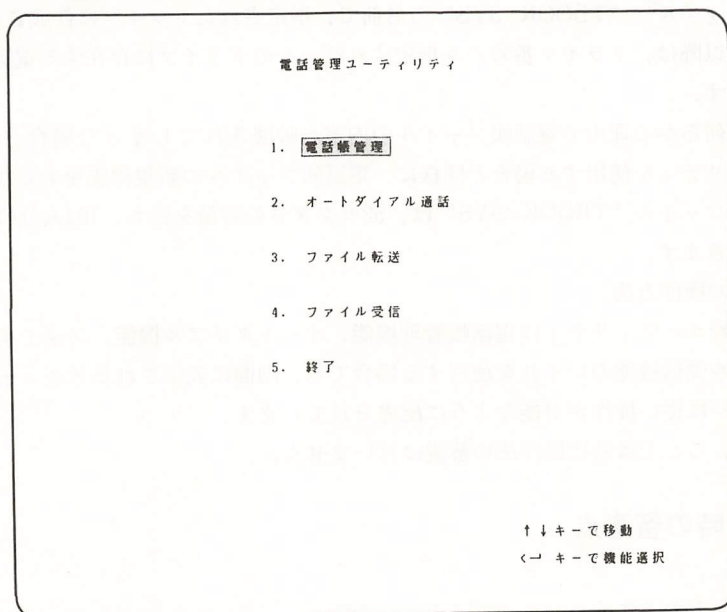 電話管理ユーティリティ
1. 電話帳管理
2. オートダイアル通話
3. ファイル転送
4. ファイル受信
5. 終了
↑↓キーで移動
<─┘ キーで機能選択